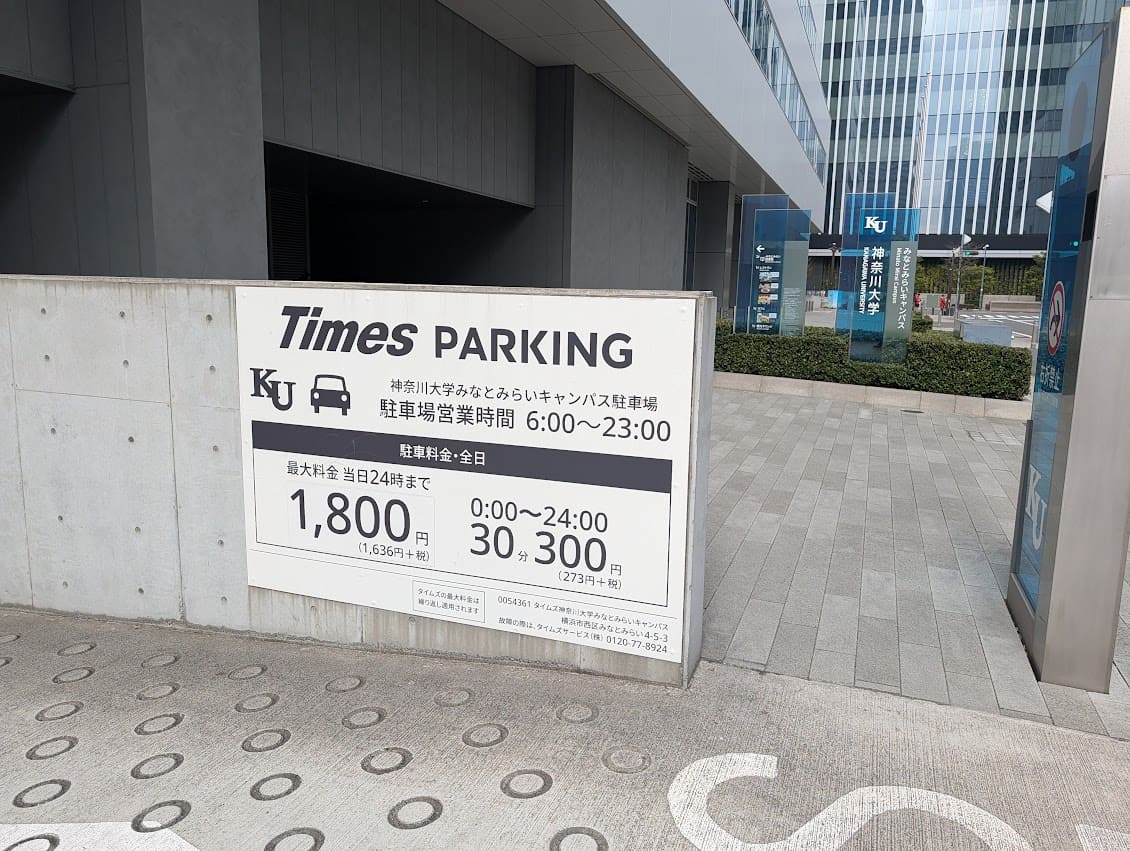 Times PARKING
KU
神奈川大学みなとみらいキャンパス駐車場
駐車場営業時間 6:00〜23:00
駐車料金・全日
最大料金 当日24時まで
1,800円
(1,636円+税)
0:00〜24:00
30分 300円
(273円+税)
タイムズの最大料金は
繰り返し適用されます
0054361 タイムズ神奈川大学みなとみらいキャンパス
横浜市西区みなとみらい4-5-3
故障の際は、タイムズサービス(株) 0120-77-8924
KU
みなとみらいキャンパス
Minato Mirai Campus
神奈川大学
KANAGAWA UNIVERSITY
右折禁止
KU
S